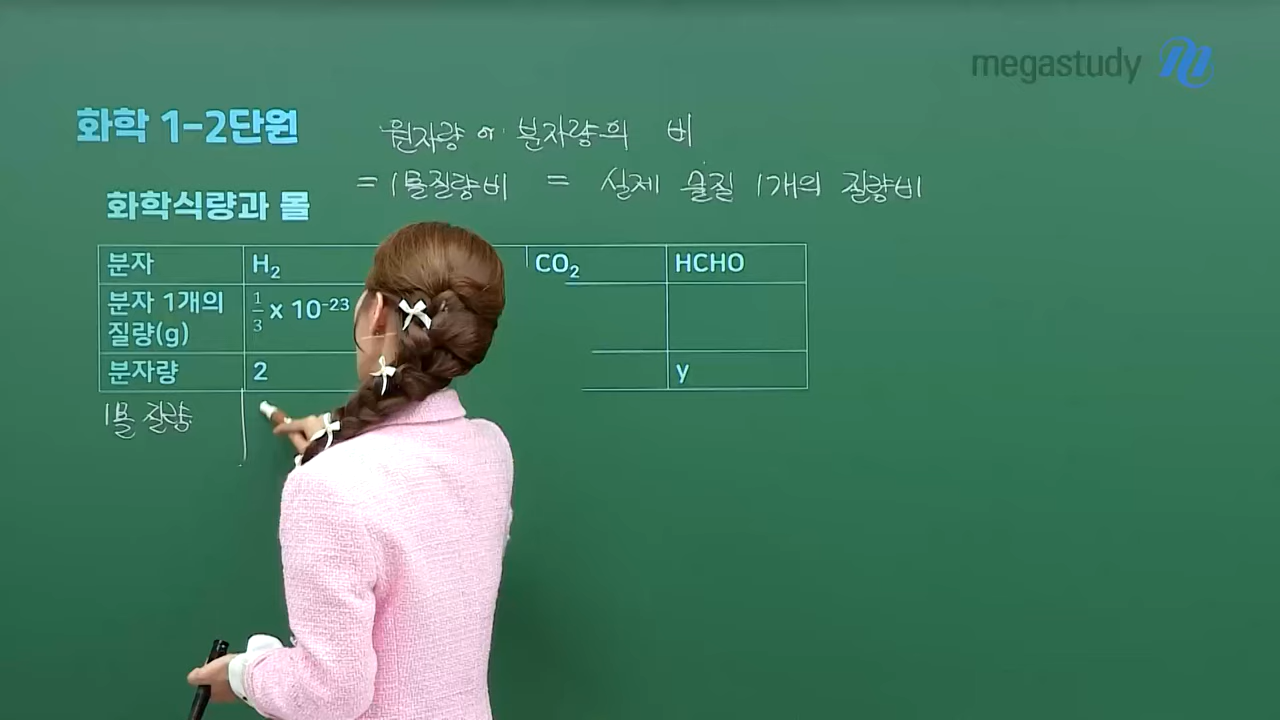 megastudy
화학 1-2단원
원자량이 분자량의 비
= 1몰질량비 = 실제 물질 1개의 질량비
화학식량과 몰
분자 H₂ CO₂ HCHO
분자 1개의 질량(g) 1/3 x 10⁻²³
분자량 2 y
1몰 질량